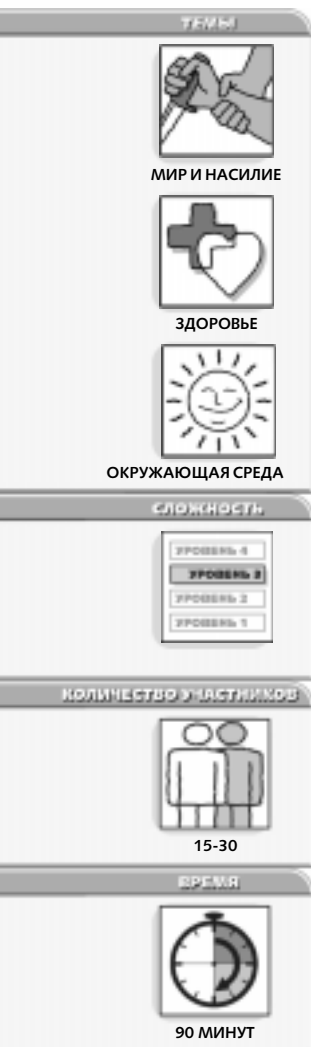 ТЕМЫ
МИР И НАСИЛИЕ
ЗДОРОВЬЕ
ОКРУЖАЮЩАЯ СРЕДА
СЛОЖНОСТЬ
УРОВЕНЬ 4
УРОВЕНЬ 3
УРОВЕНЬ 2
УРОВЕНЬ 1
КОЛИЧЕСТВО УЧАСТНИКОВ
15-30
ВРЕМЯ
90 МИНУТ